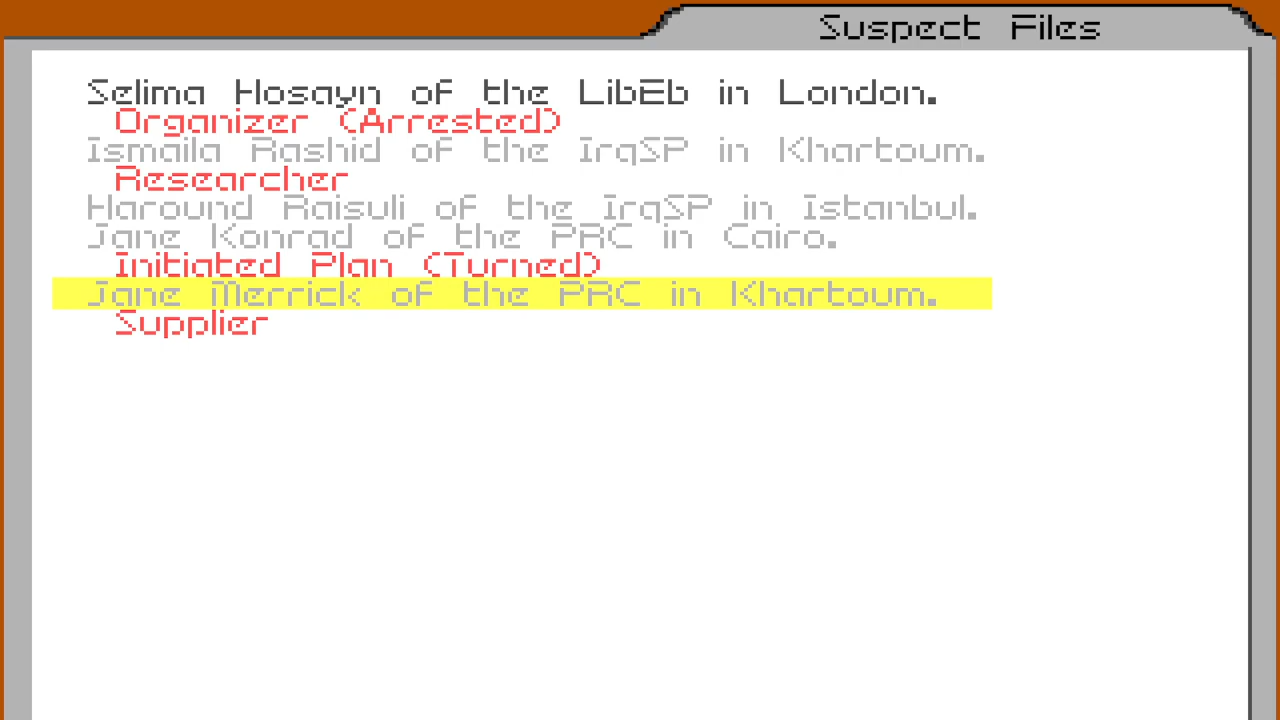 Suspect Files
Selima Hosayn of the LibEb in London.
Organizer (Arrested)
Ismaila Rashid of the IrqSP in Khartoum.
Researcher
Haround Raisuli of the IrqSP in Istanbul.
Jane Konrad of the PRC in Cairo.
Initiated Plan (Turned)
Jane Merrick of the PRC in Khartoum.
Supplier